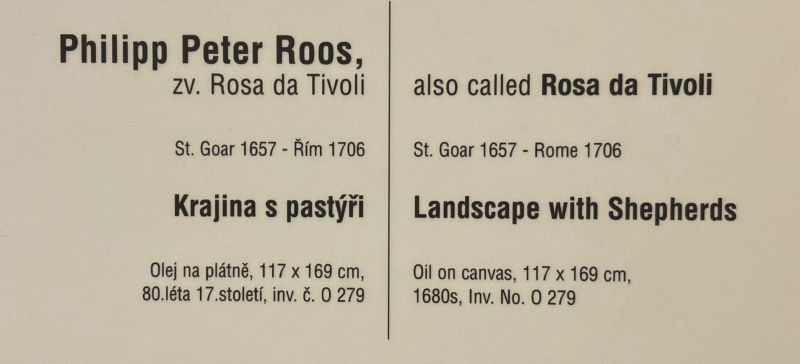 Philipp Peter Roos,
zv. Rosa da Tivoli
St. Goar 1657 - Řím 1706
Krajina s pastýři
Olej na plátně, 117 x 169 cm,
80.léta 17.století, inv. č. O 279
also called Rosa da Tivoli
St. Goar 1657 - Rome 1706
Landscape with Shepherds
Oil on canvas, 117 x 169 cm,
1680s, Inv. No. O 279